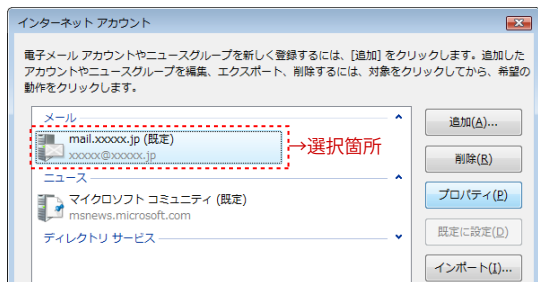 インターネット アカウント
電子メール アカウントやニュースグループを新しく登録するには、[追加] をクリックします。追加した
アカウントやニュースグループを編集、エクスポート、削除するには、対象をクリックしてから、希望の
動作をクリックします。
メール
mail.xxxxx.jp (既定)
xxxxx@xxxxx.jp
→選択箇所
ニュース
マイクロソフト コミュニティ (既定)
msnews.microsoft.com
ディレクトリ サービス
追加(A)...
削除(R)
プロパティ(P)
既定に設定(D)
インポート(I)...